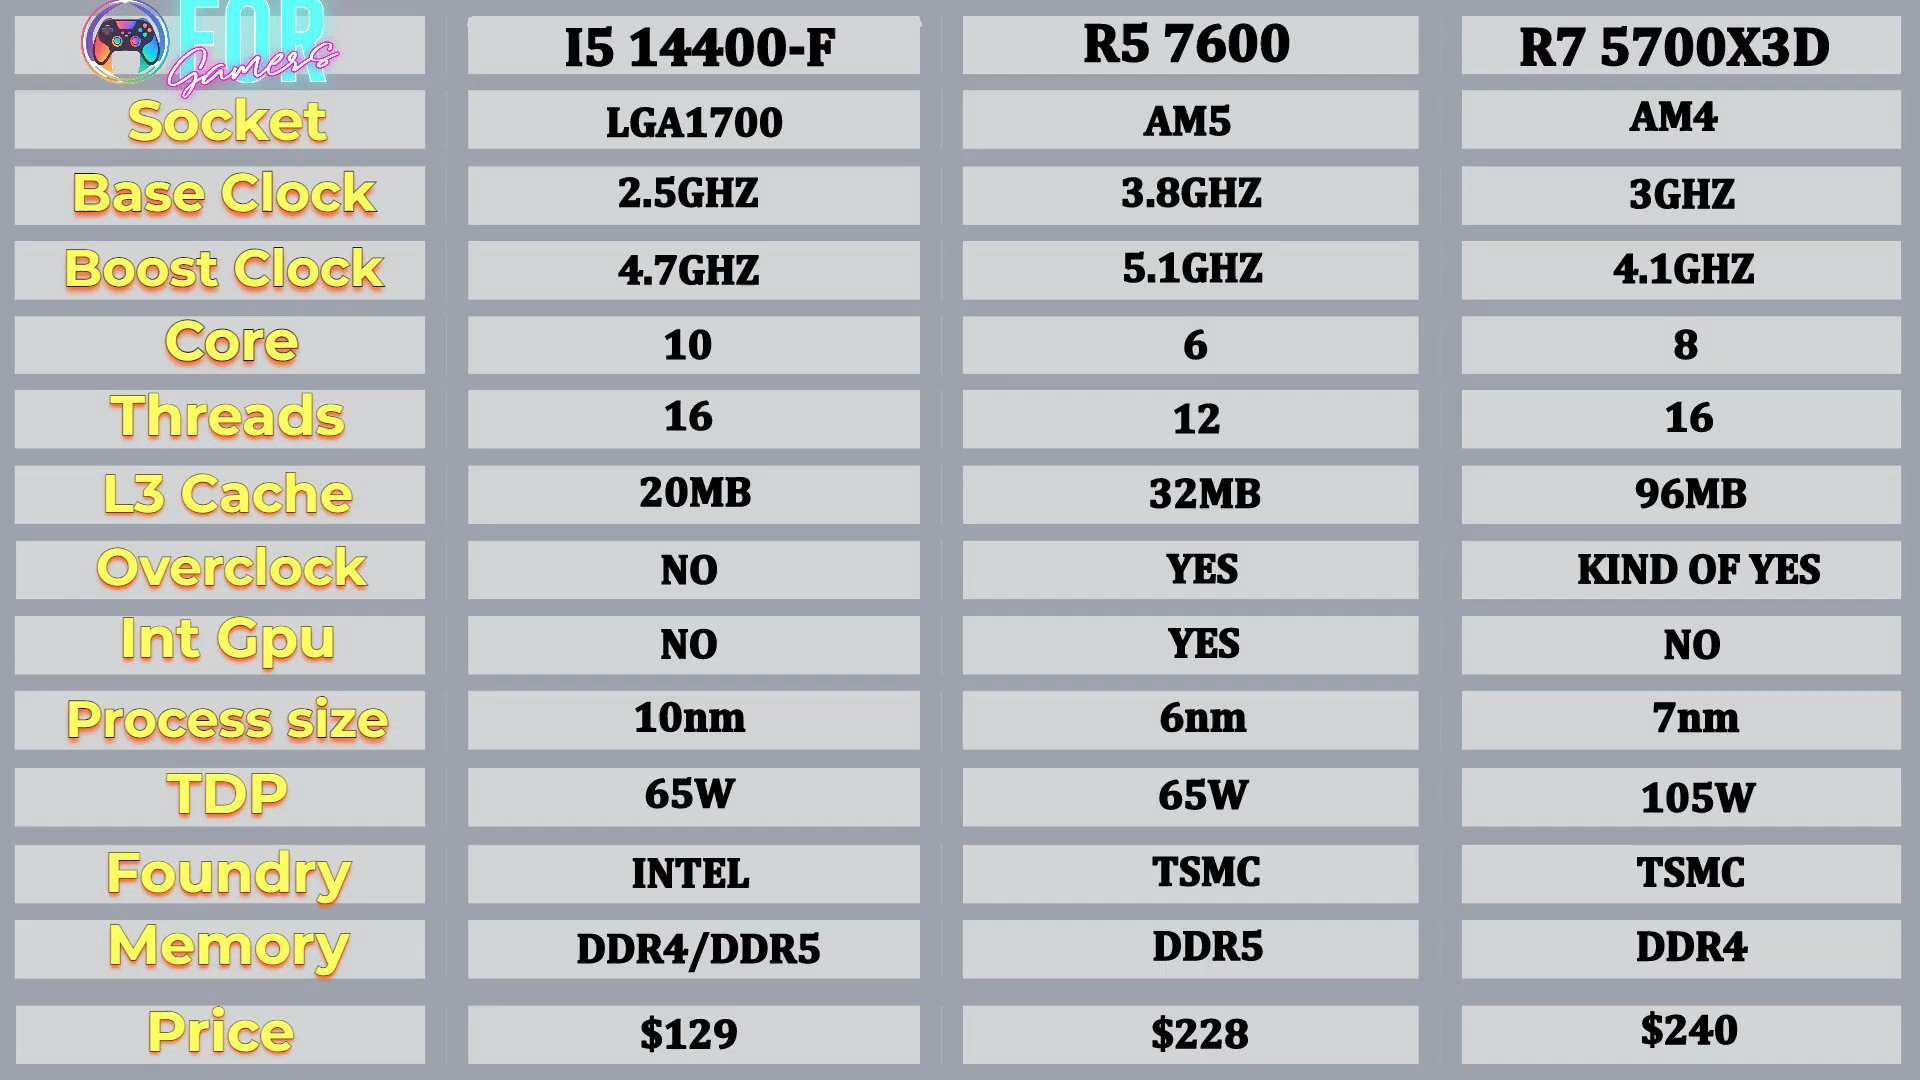 FOR
Gamers
I5 14400-F R5 7600 R7 5700X3D
Socket LGA1700 AM5 AM4
Base Clock 2.5GHZ 3.8GHZ 3GHZ
Boost Clock 4.7GHZ 5.1GHZ 4.1GHZ
Core 10 6 8
Threads 16 12 16
L3 Cache 20MB 32MB 96MB
Overclock NO YES KIND OF YES
Int Gpu NO YES NO
Process size 10nm 6nm 7nm
TDP 65W 65W 105W
Foundry INTEL TSMC TSMC
Memory DDR4/DDR5 DDR5 DDR4
Price $129 $228 $240